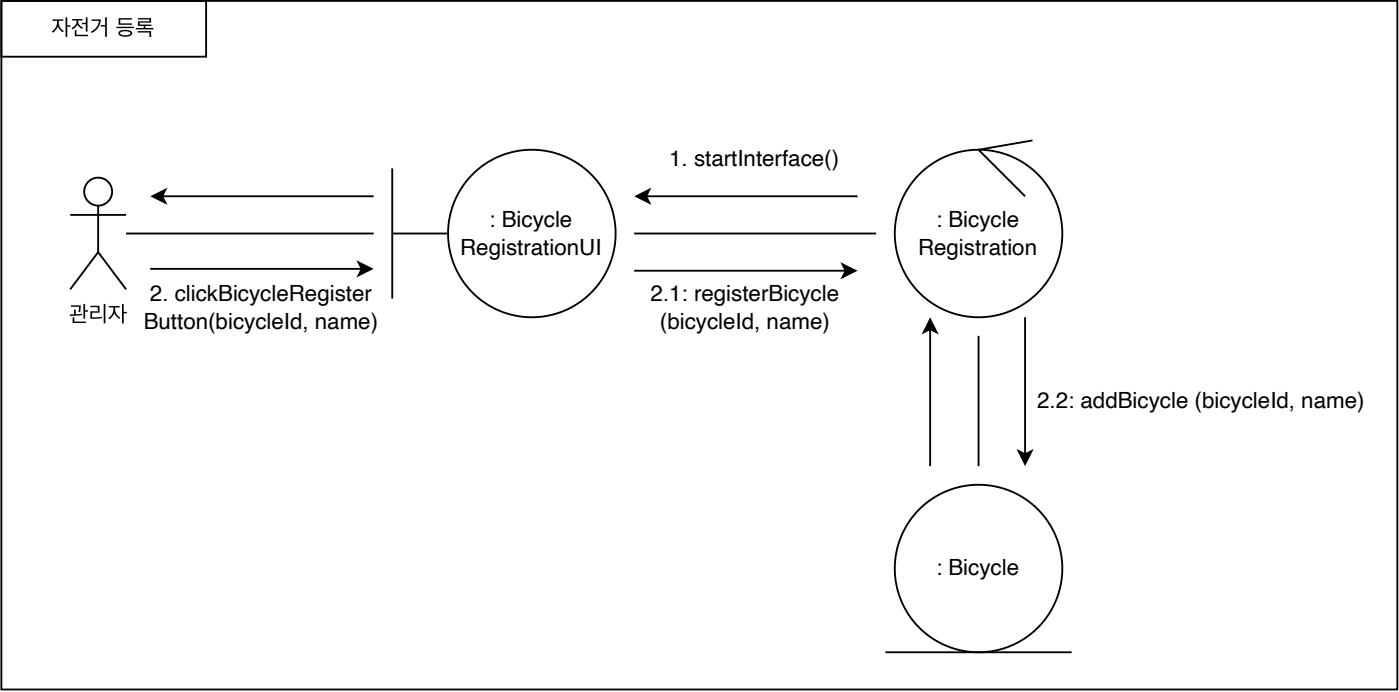 자전거 등록
1. startInterface()
: Bicycle
RegistrationUI
: Bicycle
Registration
관리자
2. clickBicycleRegister
Button(bicycleId, name)
2.1: registerBicycle
(bicycleId, name)
2.2: addBicycle (bicycleId, name)
: Bicycle